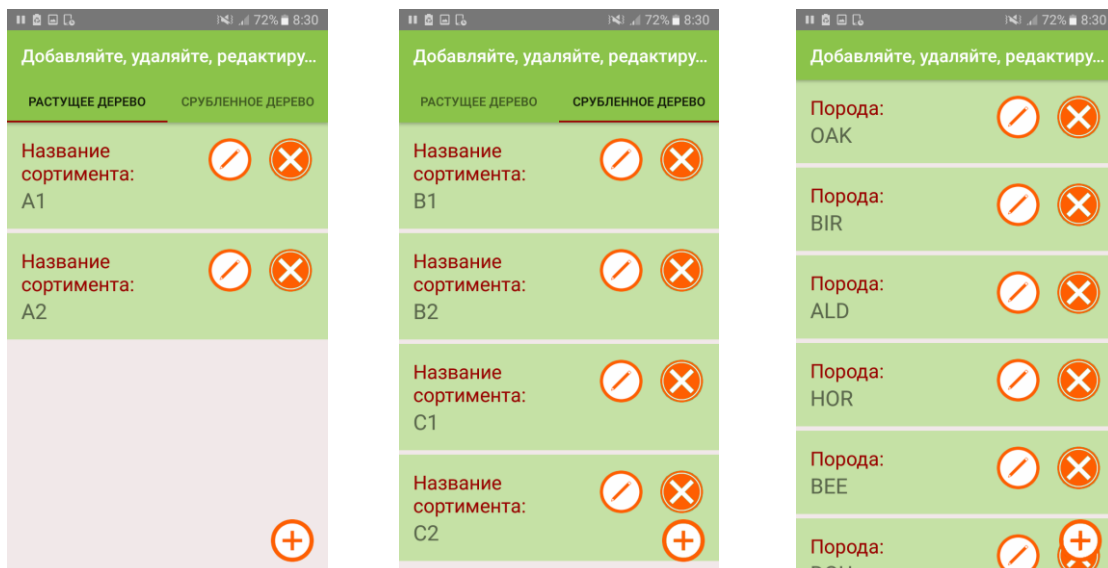 72% 8:30
Добавляйте, удаляйте, редактиру...
РАСТУЩЕЕ ДЕРЕВО СРУБЛЕННОЕ ДЕРЕВО
Название
сортимента:
A1
Название
сортимента:
A2
72% 8:30
Добавляйте, удаляйте, редактиру...
РАСТУЩЕЕ ДЕРЕВО СРУБЛЕННОЕ ДЕРЕВО
Название
сортимента:
B1
Название
сортимента:
B2
Название
сортимента:
C1
Название
сортимента:
C2
72% 8:30
Добавляйте, удаляйте, редактиру...
Порода:
OAK
Порода:
BIR
Порода:
ALD
Порода:
HOR
Порода:
BEE
Порода: